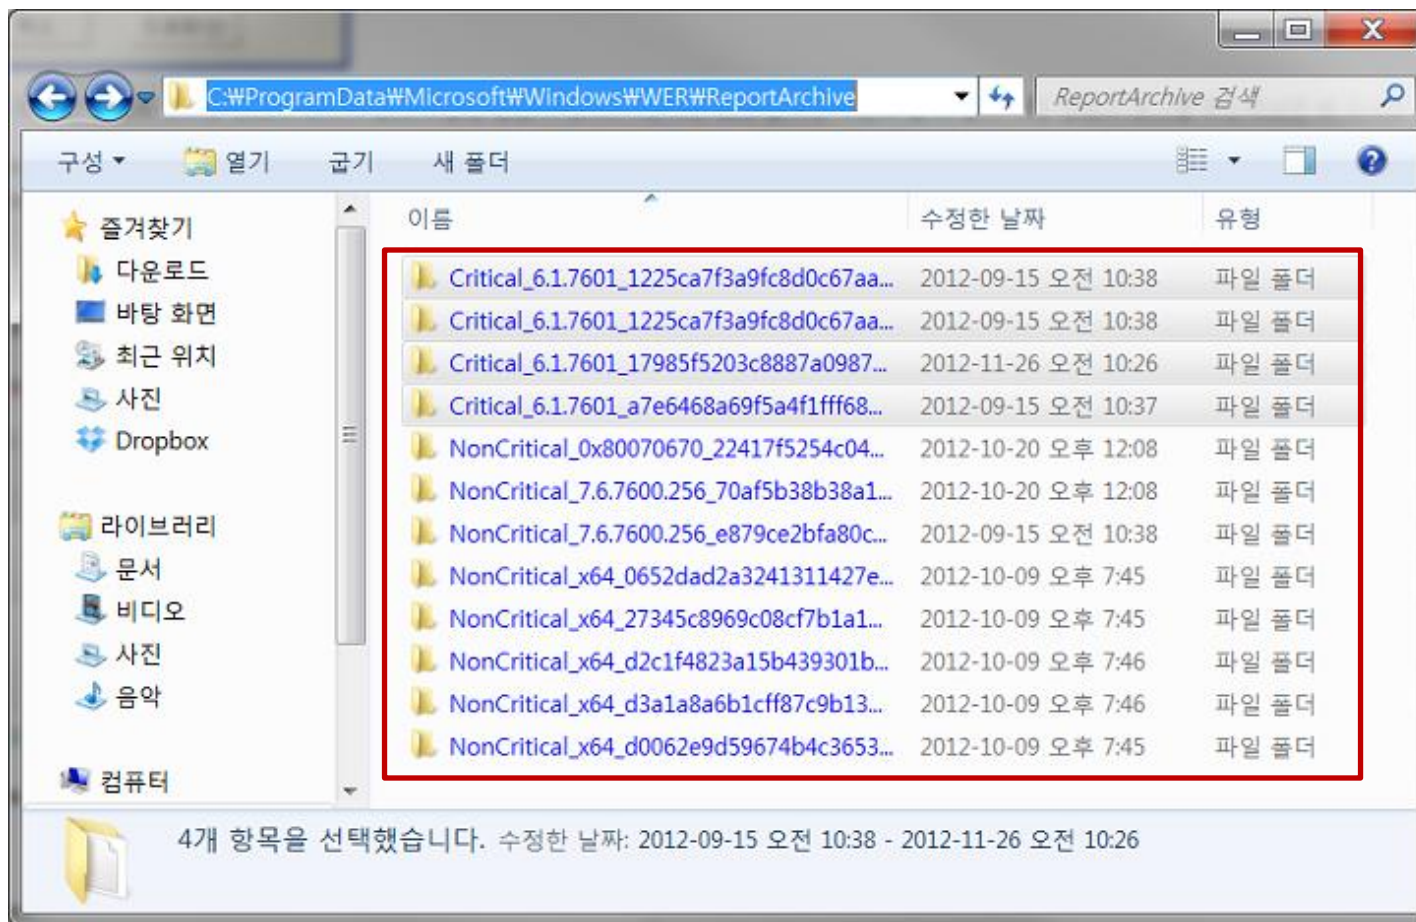 C:₩ProgramData₩Microsoft₩Windows₩WER₩ReportArchive
ReportArchive 검색
구성 열기 굽기 새 폴더
이름 수정한 날짜 유형
즐겨찾기
다운로드
바탕 화면
최근 위치
사진
Dropbox
라이브러리
문서
비디오
사진
음악
컴퓨터
Critical_6.1.7601_1225ca7f3a9fc8d0c67aa... 2012-09-15 오전 10:38 파일 폴더
Critical_6.1.7601_1225ca7f3a9fc8d0c67aa... 2012-09-15 오전 10:38 파일 폴더
Critical_6.1.7601_17985f5203c8887a0987... 2012-11-26 오전 10:26 파일 폴더
Critical_6.1.7601_a7e6468a69f5a4f1fff68... 2012-09-15 오전 10:37 파일 폴더
NonCritical_0x80070670_22417f5254c04... 2012-10-20 오후 12:08 파일 폴더
NonCritical_7.6.7600.256_70af5b38b38a1... 2012-10-20 오후 12:08 파일 폴더
NonCritical_7.6.7600.256_e879ce2bfa80c... 2012-09-15 오전 10:38 파일 폴더
NonCritical_x64_0652dad2a3241311427e... 2012-10-09 오후 7:45 파일 폴더
NonCritical_x64_27345c8969c08cf7b1a1... 2012-10-09 오후 7:45 파일 폴더
NonCritical_x64_d2c1f4823a15b439301b... 2012-10-09 오후 7:46 파일 폴더
NonCritical_x64_d3a1a8a6b1cff87c9b13... 2012-10-09 오후 7:46 파일 폴더
NonCritical_x64_d0062e9d59674b4c3653... 2012-10-09 오후 7:45 파일 폴더
4개 항목을 선택했습니다. 수정한 날짜: 2012-09-15 오전 10:38 - 2012-11-26 오전 10:26